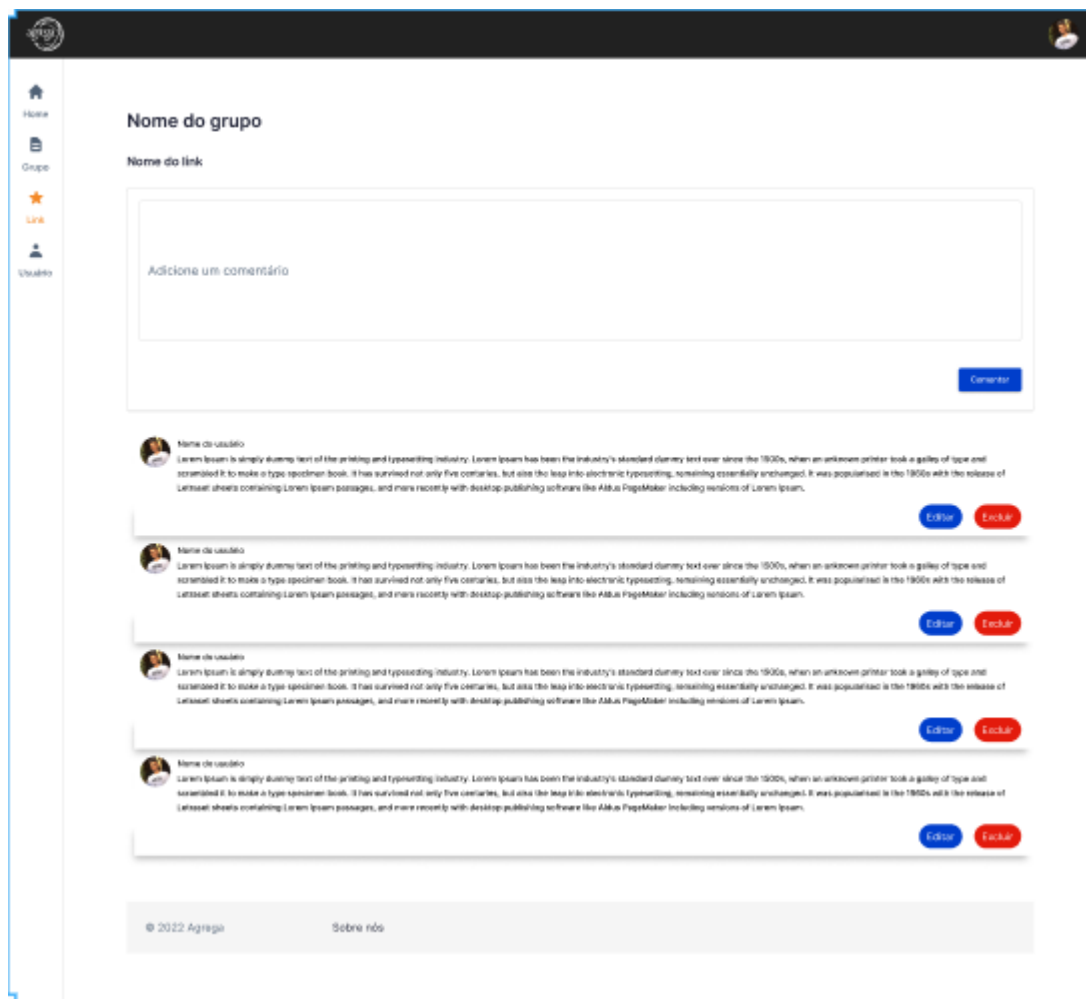 agrega
Home
Grupo
Link
Usuário
Nome do grupo
Nome do link
Adicione um comentário
Comentar
Nome do usuário
Lorem Ipsum is simply dummy text of the printing and typesetting industry. Lorem Ipsum has been the industry's standard dummy text ever since the 1500s, when an unknown printer took a galley of type and
scrambled it to make a type specimen book. It has survived not only five centuries, but also the leap into electronic typesetting, remaining essentially unchanged. It was popularised in the 1960s with the release of
Letraset sheets containing Lorem Ipsum passages, and more recently with desktop publishing software like Aldus PageMaker including versions of Lorem Ipsum.
Editar Excluir
Nome do usuário
Lorem Ipsum is simply dummy text of the printing and typesetting industry. Lorem Ipsum has been the industry's standard dummy text ever since the 1500s, when an unknown printer took a galley of type and
scrambled it to make a type specimen book. It has survived not only five centuries, but also the leap into electronic typesetting, remaining essentially unchanged. It was popularised in the 1960s with the release of
Letraset sheets containing Lorem Ipsum passages, and more recently with desktop publishing software like Aldus PageMaker including versions of Lorem Ipsum.
Editar Excluir
Nome do usuário
Lorem Ipsum is simply dummy text of the printing and typesetting industry. Lorem Ipsum has been the industry's standard dummy text ever since the 1500s, when an unknown printer took a galley of type and
scrambled it to make a type specimen book. It has survived not only five centuries, but also the leap into electronic typesetting, remaining essentially unchanged. It was popularised in the 1960s with the release of
Letraset sheets containing Lorem Ipsum passages, and more recently with desktop publishing software like Aldus PageMaker including versions of Lorem Ipsum.
Editar Excluir
Nome do usuário
Lorem Ipsum is simply dummy text of the printing and typesetting industry. Lorem Ipsum has been the industry's standard dummy text ever since the 1500s, when an unknown printer took a galley of type and
scrambled it to make a type specimen book. It has survived not only five centuries, but also the leap into electronic typesetting, remaining essentially unchanged. It was popularised in the 1960s with the release of
Letraset sheets containing Lorem Ipsum passages, and more recently with desktop publishing software like Aldus PageMaker including versions of Lorem Ipsum.
Editar Excluir
© 2022 Agrega Sobre nós